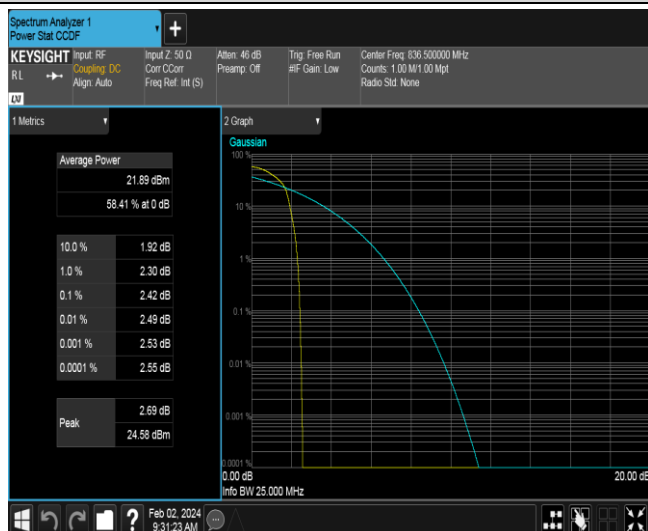 Spectrum Analyzer 1
Power Stat CCDF
KEYSIGHT
RL
LXI
Input: RF
Coupling: DC
Align: Auto
Input Z: 50 Ω
Corr CCorr
Freq Ref: Int (S)
Atten: 46 dB
Preamp: Off
Trig: Free Run
#IF Gain: Low
Center Freq: 836.500000 MHz
Counts: 1.00 M/1.00 Mpt
Radio Std: None
1 Metrics
Average Power
21.89 dBm
58.41 % at 0 dB
10.0 % 1.92 dB
1.0 % 2.30 dB
0.1 % 2.42 dB
0.01 % 2.49 dB
0.001 % 2.53 dB
0.0001 % 2.55 dB
Peak
2.69 dB
24.58 dBm
2 Graph
Gaussian
100 %
10 %
1 %
0.1 %
0.01 %
0.001 %
0.0001 %
0.00 dB 20.00 dB
Info BW 25.000 MHz
?
Feb 02, 2024
9:31:23 AM